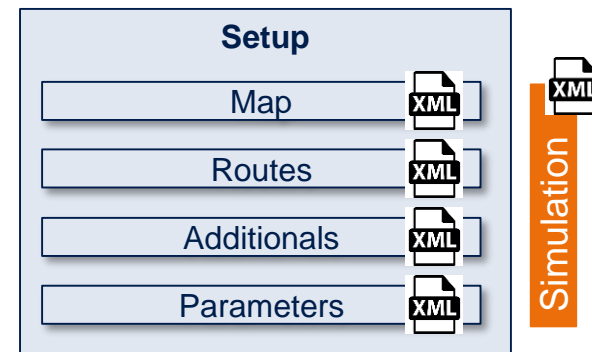 Setup
Map XML
Routes XML
Additionals XML
Parameters XML
XML
Simulation